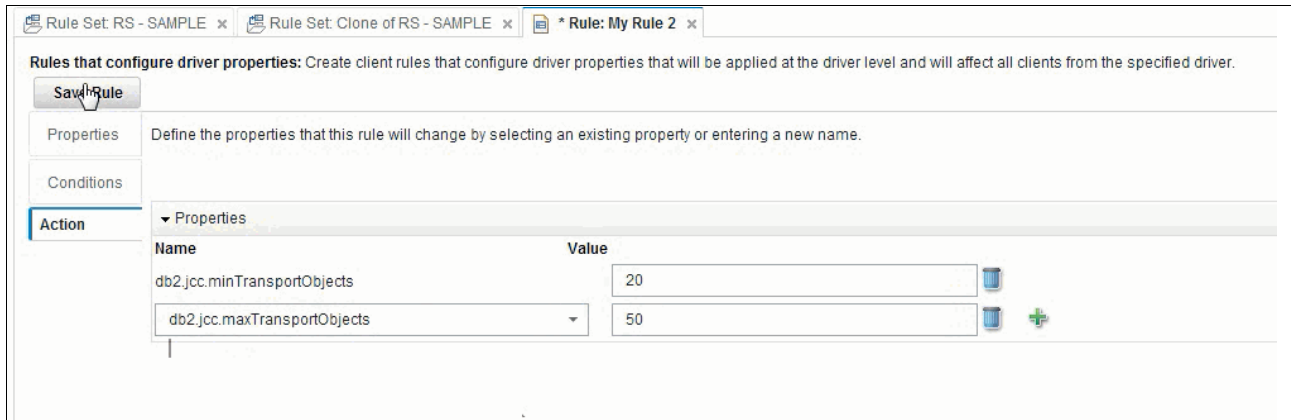 Rule Set: RS - SAMPLE × Rule Set: Clone of RS - SAMPLE × * Rule: My Rule 2 ×
Rules that configure driver properties: Create client rules that configure driver properties that will be applied at the driver level and will affect all clients from the specified driver.
Save Rule
Properties
Define the properties that this rule will change by selecting an existing property or entering a new name.
Conditions
Action
Properties
Name Value
db2.jcc.minTransportObjects 20
db2.jcc.maxTransportObjects 50